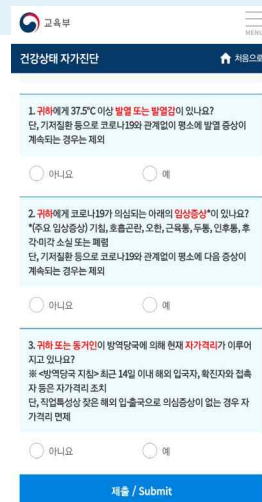 교육부
MENU
건강상태 자가진단
처음으로
1. 귀하에게 37.5℃ 이상 발열 또는 발열감이 있나요?
단, 기저질환 등으로 코로나19와 관계없이 평소에 발열 증상이
계속되는 경우는 제외
아니요
예
2. 귀하에게 코로나19가 의심되는 아래의 임상증상*이 있나요?
*(주요 임상증상) 기침, 호흡곤란, 오한, 근육통, 두통, 인후통, 후
각·미각 소실 또는 폐렴
단, 기저질환 등으로 코로나19와 관계없이 평소에 다음 증상이
계속되는 경우는 제외
아니요
예
3. 귀하 또는 동거인이 방역당국에 의해 현재 자가격리가 이루어
지고 있나요?
※ <방역당국 지침> 최근 14일 이내 해외 입국자, 확진자와 접촉
자 등은 자가격리 조치
단, 직업특성상 잦은 해외 입·출국으로 의심증상이 없는 경우 자
가격리 면제
아니요
예
제출 / Submit